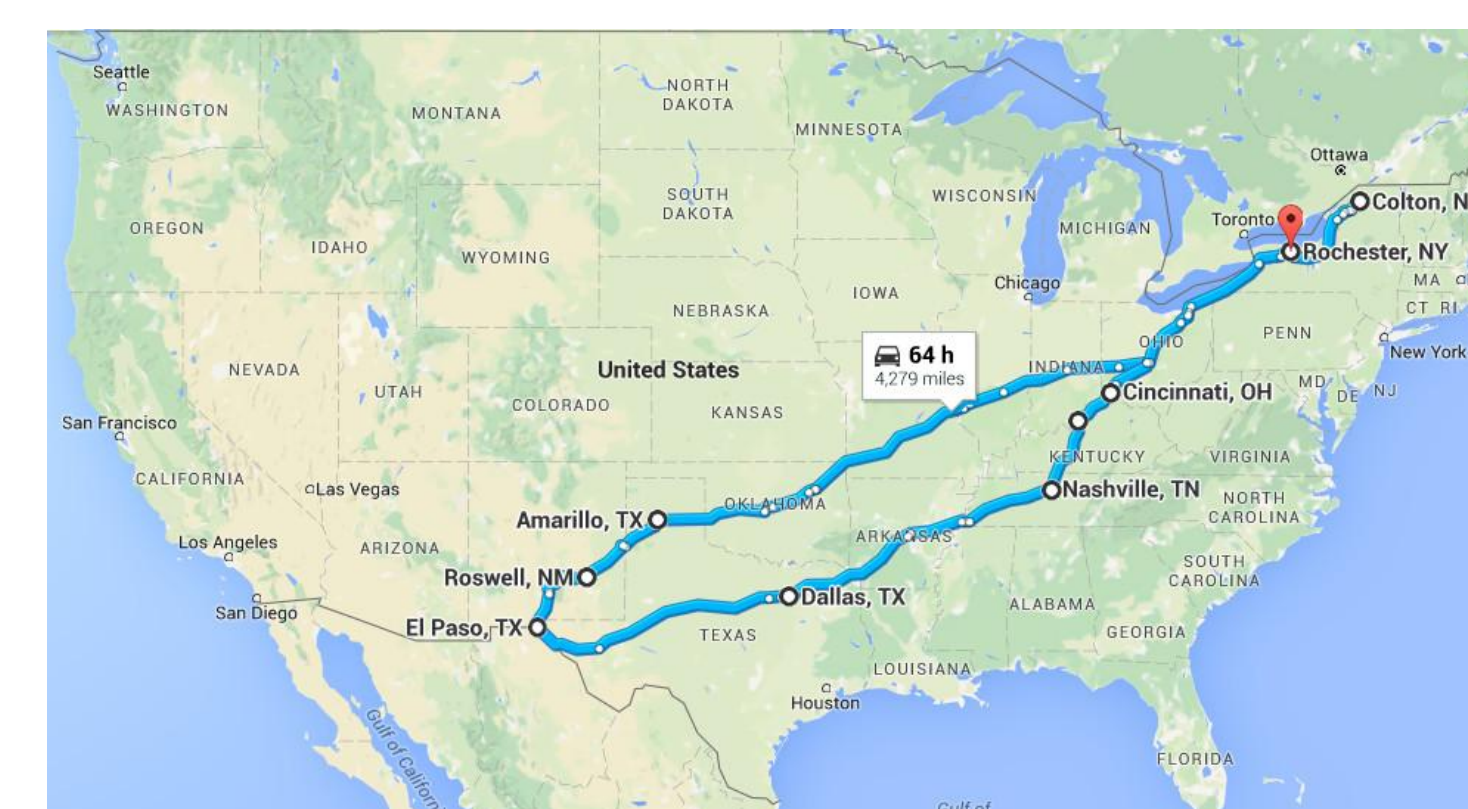 Seattle
WASHINGTON
MONTANA
NORTH
DAKOTA
MINNESOTA
Ottawa
SOUTH
DAKOTA
WISCONSIN
MICHIGAN
Toronto
Colton, N
OREGON
IDAHO
WYOMING
Rochester, NY
Chicago
IOWA
MA
CT RI
NEBRASKA
PENN
OHIO
New York
64 h
4,279 miles
NEVADA
UTAH
United States
INDIANA
COLORADO
KANSAS
Cincinnati, OH
MD
DE
NJ
San Francisco
CALIFORNIA
KENTUCKY
VIRGINIA
Las Vegas
Nashville, TN
NORTH
CAROLINA
OKLAHOMA
Amarillo, TX
Los Angeles
ARIZONA
ARKANSAS
Roswell, NM
SOUTH
CAROLINA
San Diego
Dallas, TX
ALABAMA
El Paso, TX
TEXAS
GEORGIA
LOUISIANA
Houston
Gulf of Californ
FLORIDA
Gulf of